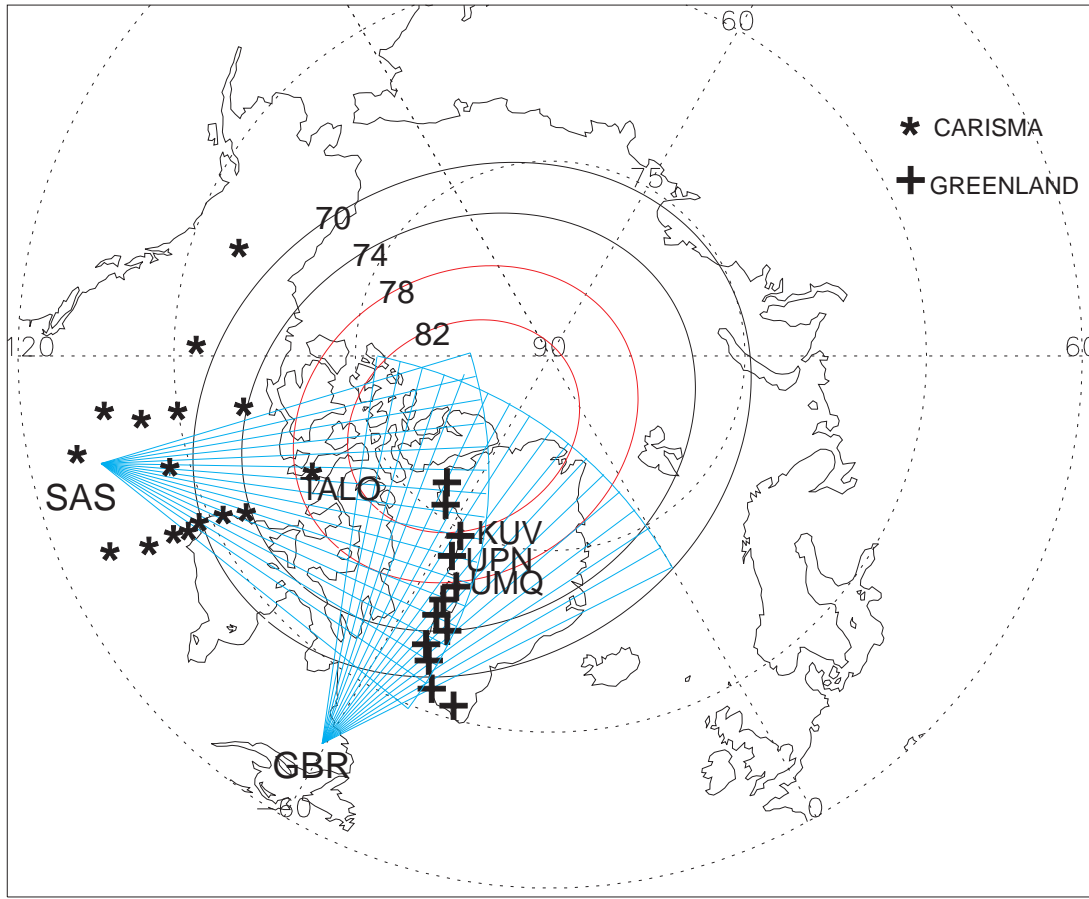 60
CARISMA
75
GREENLAND
70
74
78
82
120
90
60
SAS
TALO
KUV
UPN
UMQ
GBR
-60
0